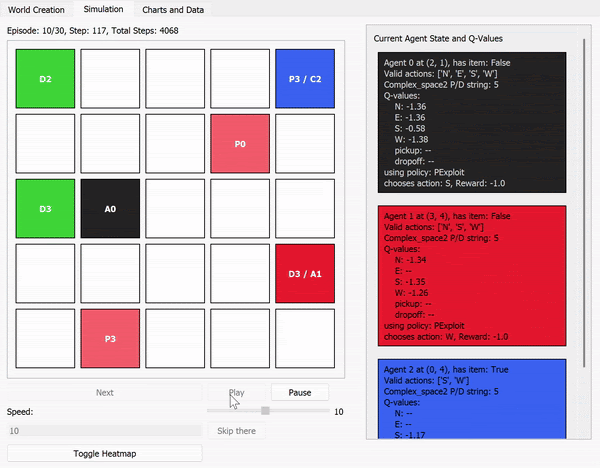 World Creation Simulation Charts and Data
Episode: 10/30, Step: 117, Total Steps: 4068
D2 P3 / C2
P0
D3 A0
D3 / A1
P3
Next Play Pause
Speed: 10
10 Skip there
Toggle Heatmap
Current Agent State and Q-Values
Agent 0 at (2, 1), has item: False
Valid actions: ['N', 'E', 'S', 'W']
Complex_space2 P/D string: 5
Q-values:
N: -1.36
E: -1.36
S: -0.58
W: -1.38
pickup: --
dropoff: --
using policy: PExploit
chooses action: S, Reward: -1.0
Agent 1 at (3, 4), has item: False
Valid actions: ['N', 'S', 'W']
Complex_space2 P/D string: 5
Q-values:
N: -1.34
E: --
S: -1.35
W: -1.26
pickup: --
dropoff: --
using policy: PExploit
chooses action: W, Reward: -1.0
Agent 2 at (0, 4), has item: True
Valid actions: ['S', 'W']
Complex_space2 P/D string: 5
Q-values:
N: --
E: --
S: -1.17